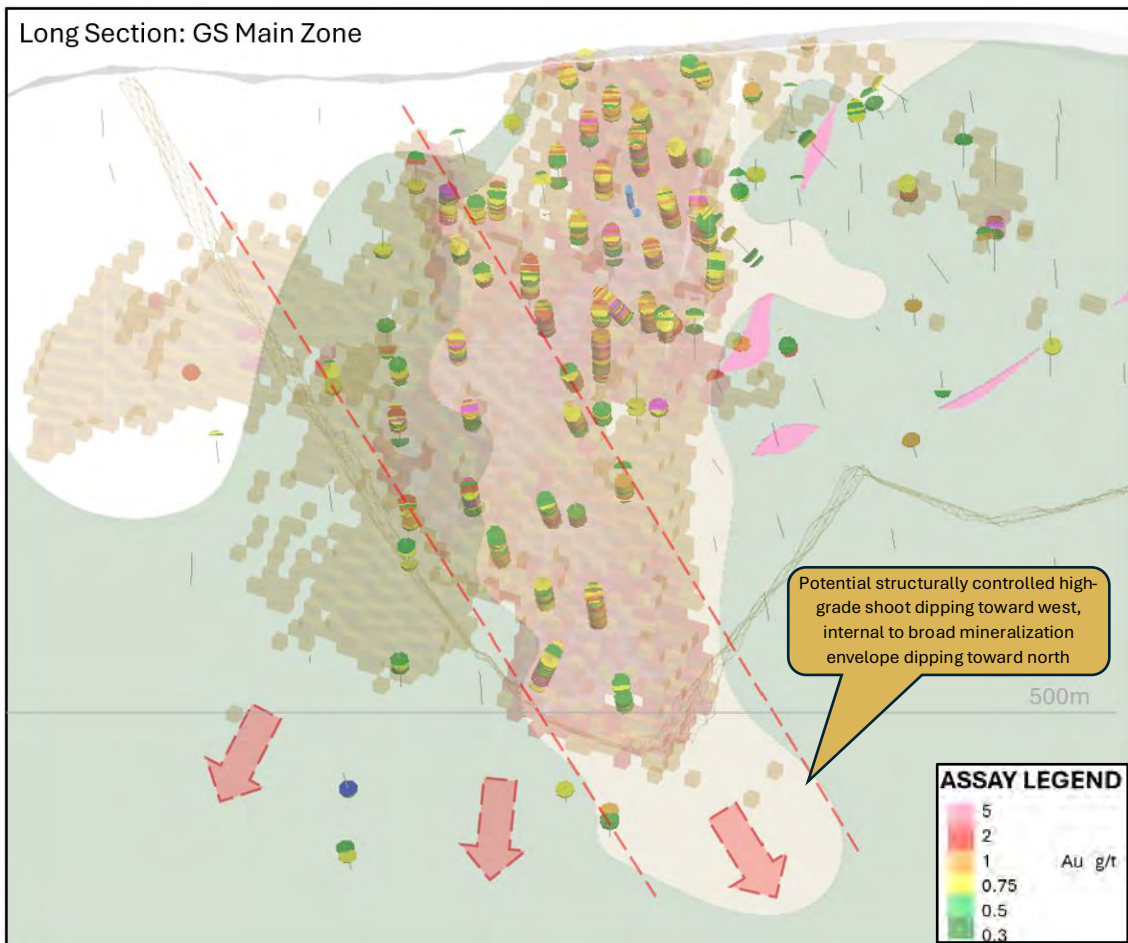 Long Section: GS Main Zone
Potential structurally controlled high-
grade shoot dipping toward west,
internal to broad mineralization
envelope dipping toward north
500m
ASSAY LEGEND
5
2
1
Au g/t
0.75
0.5
0.3